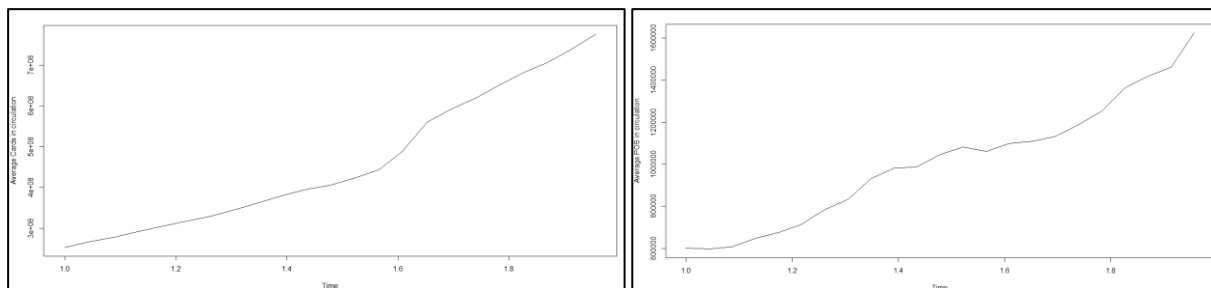 Average Cards in circulation
7e+08
6e+08
5e+08
4e+08
3e+08
1.0 1.2 1.4 1.6 1.8
Time
Average POS in circulation
1600000
1400000
1200000
1000000
800000
600000
1.0 1.2 1.4 1.6 1.8
Time